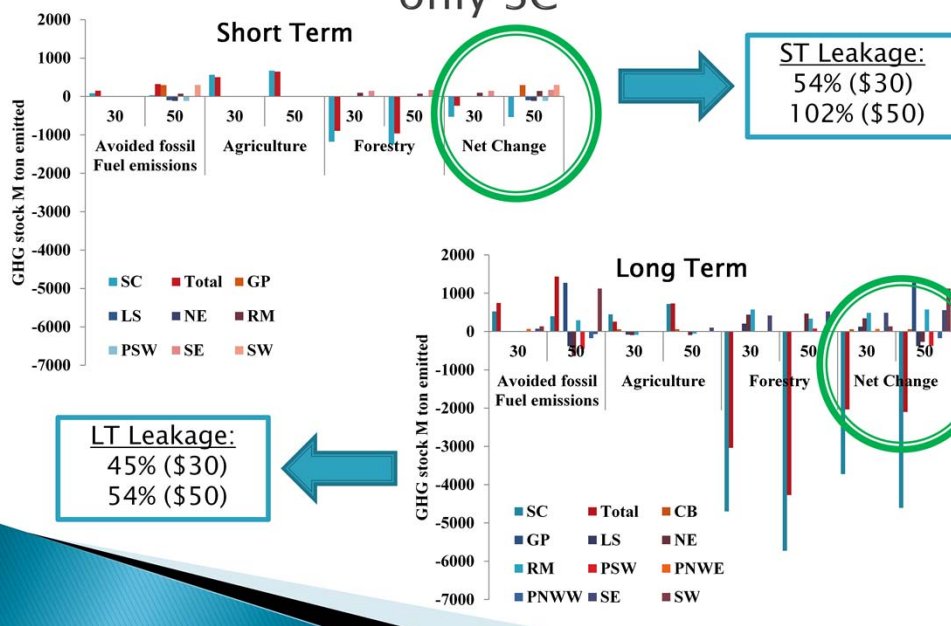 only SC
Short Term
GHG stock M ton emitted
2000
1000
0
-1000
-2000
-3000
-4000
-5000
-6000
-7000
30 50 30 50 30 50 30 50
Avoided fossil Fuel emissions
Agriculture
Forestry
Net Change
SC Total GP
LS NE RM
PSW SE SW
ST Leakage:
54% ($30)
102% ($50)
Long Term
GHG stock M ton emitted
2000
1000
0
-1000
-2000
-3000
-4000
-5000
-6000
-7000
30 50 30 50 30 50 30 50
Avoided fossil Fuel emissions
Agriculture
Forestry
Net Change
SC Total CB
GP LS NE
RM PSW PNWE
PNWW SE SW
LT Leakage:
45% ($30)
54% ($50)